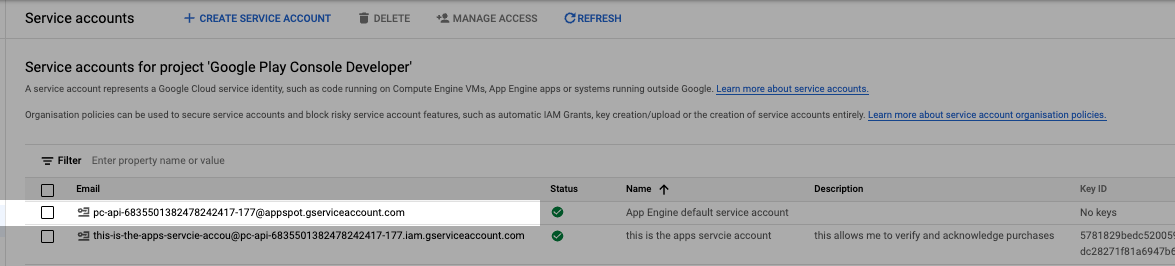 Service accounts + CREATE SERVICE ACCOUNT DELETE MANAGE ACCESS REFRESH
Service accounts for project 'Google Play Console Developer'
A service account represents a Google Cloud service identity, such as code running on Compute Engine VMs, App Engine apps or systems running outside Google. Learn more about service accounts.
Organisation policies can be used to secure service accounts and block risky service account features, such as automatic IAM Grants, key creation/upload or the creation of service accounts entirely. Learn more about service account organisation policies.
Filter Enter property name or value
Email Status Name Description Key ID
pc-api-6835501382478242417-177@appspot.gserviceaccount.com App Engine default service account No keys
this-is-the-apps-servcie-accou@pc-api-6835501382478242417-177.iam.gserviceaccount.com this is the apps servcie account this allows me to verify and acknowledge purchases 5781829bedc520059
dc28271f81a6947b6